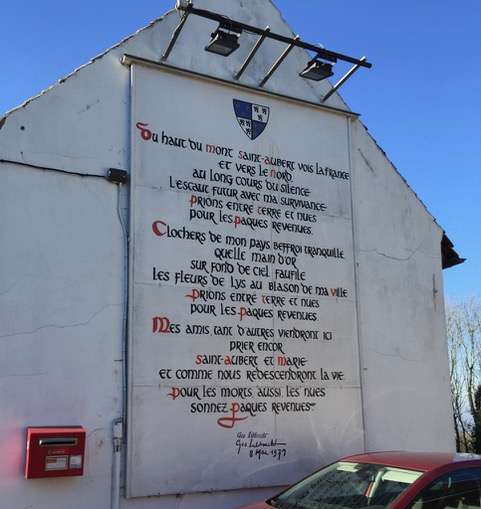 Du haut du mont Saint-Aubert vois la France
et vers le nord
au long cours du silence
l'Escaut futur avec ma survivance
prions entre terre et nues
pour les pâques revenues.
Clochers de mon pays beffroi tranquille
quelle main d'or
sur fond de ciel faufile
les fleurs de lys au blason de ma ville
prions entre terre et nues
pour les pâques revenues.
Mes amis tant d'autres viendront ici
prier encor
Saint-Aubert et Marie
et comme nous redescendront la vie
pour les morts aussi les nues
sonnez pâques revenues.
Géo Libbrecht
Géo Libbrecht
8 Mai 1977